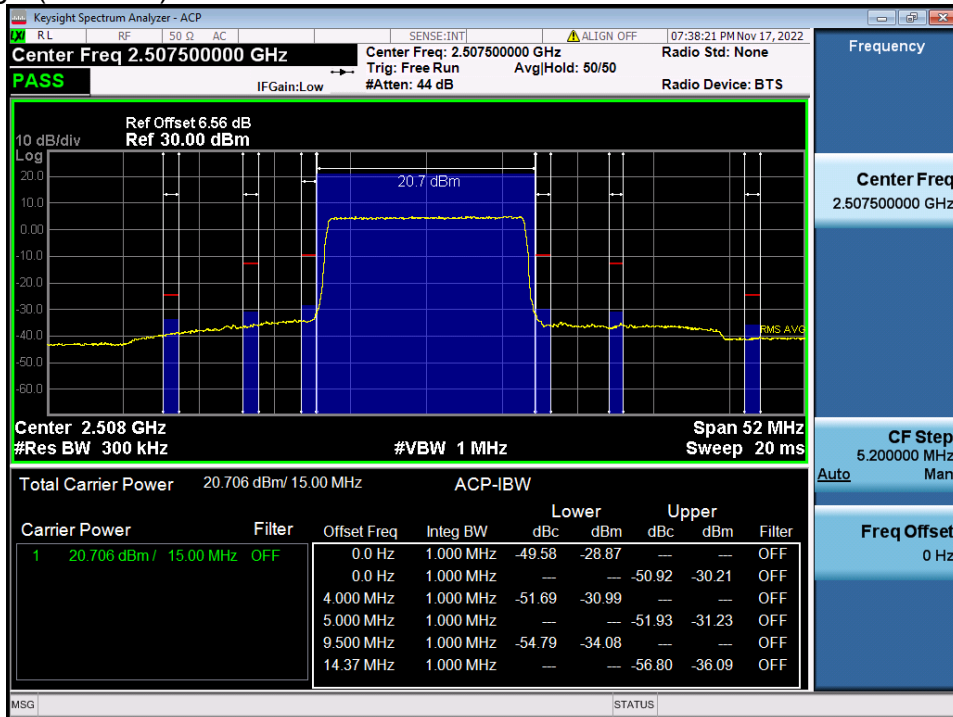 Keysight Spectrum Analyzer - ACP
LXI RL RF 50 Ω AC SENSE:INT ALIGN OFF 07:38:21 PM Nov 17, 2022
Center Freq 2.507500000 GHz Center Freq: 2.507500000 GHz Radio Std: None
Trig: Free Run Avg|Hold: 50/50
PASS IFGain:Low #Atten: 44 dB Radio Device: BTS
Ref Offset 6.56 dB
10 dB/div Ref 30.00 dBm
Log
20.0
10.0
0.00
-10.0
-20.0
-30.0
-40.0
-50.0
-60.0
20.7 dBm
RMS AVG
Center 2.508 GHz Span 52 MHz
#Res BW 300 kHz #VBW 1 MHz Sweep 20 ms
Total Carrier Power 20.706 dBm/ 15.00 MHz ACP-IBW
Lower Upper
Carrier Power Filter Offset Freq Integ BW dBc dBm dBc dBm Filter
1 20.706 dBm / 15.00 MHz OFF 0.0 Hz 1.000 MHz -49.58 -28.87 --- --- OFF
0.0 Hz 1.000 MHz --- --- -50.92 -30.21 OFF
4.000 MHz 1.000 MHz -51.69 -30.99 --- --- OFF
5.000 MHz 1.000 MHz --- --- -51.93 -31.23 OFF
9.500 MHz 1.000 MHz -54.79 -34.08 --- --- OFF
14.37 MHz 1.000 MHz --- --- -56.80 -36.09 OFF
MSG STATUS
Frequency
Center Freq
2.507500000 GHz
CF Step
5.200000 MHz
Auto Man
Freq Offset
0 Hz